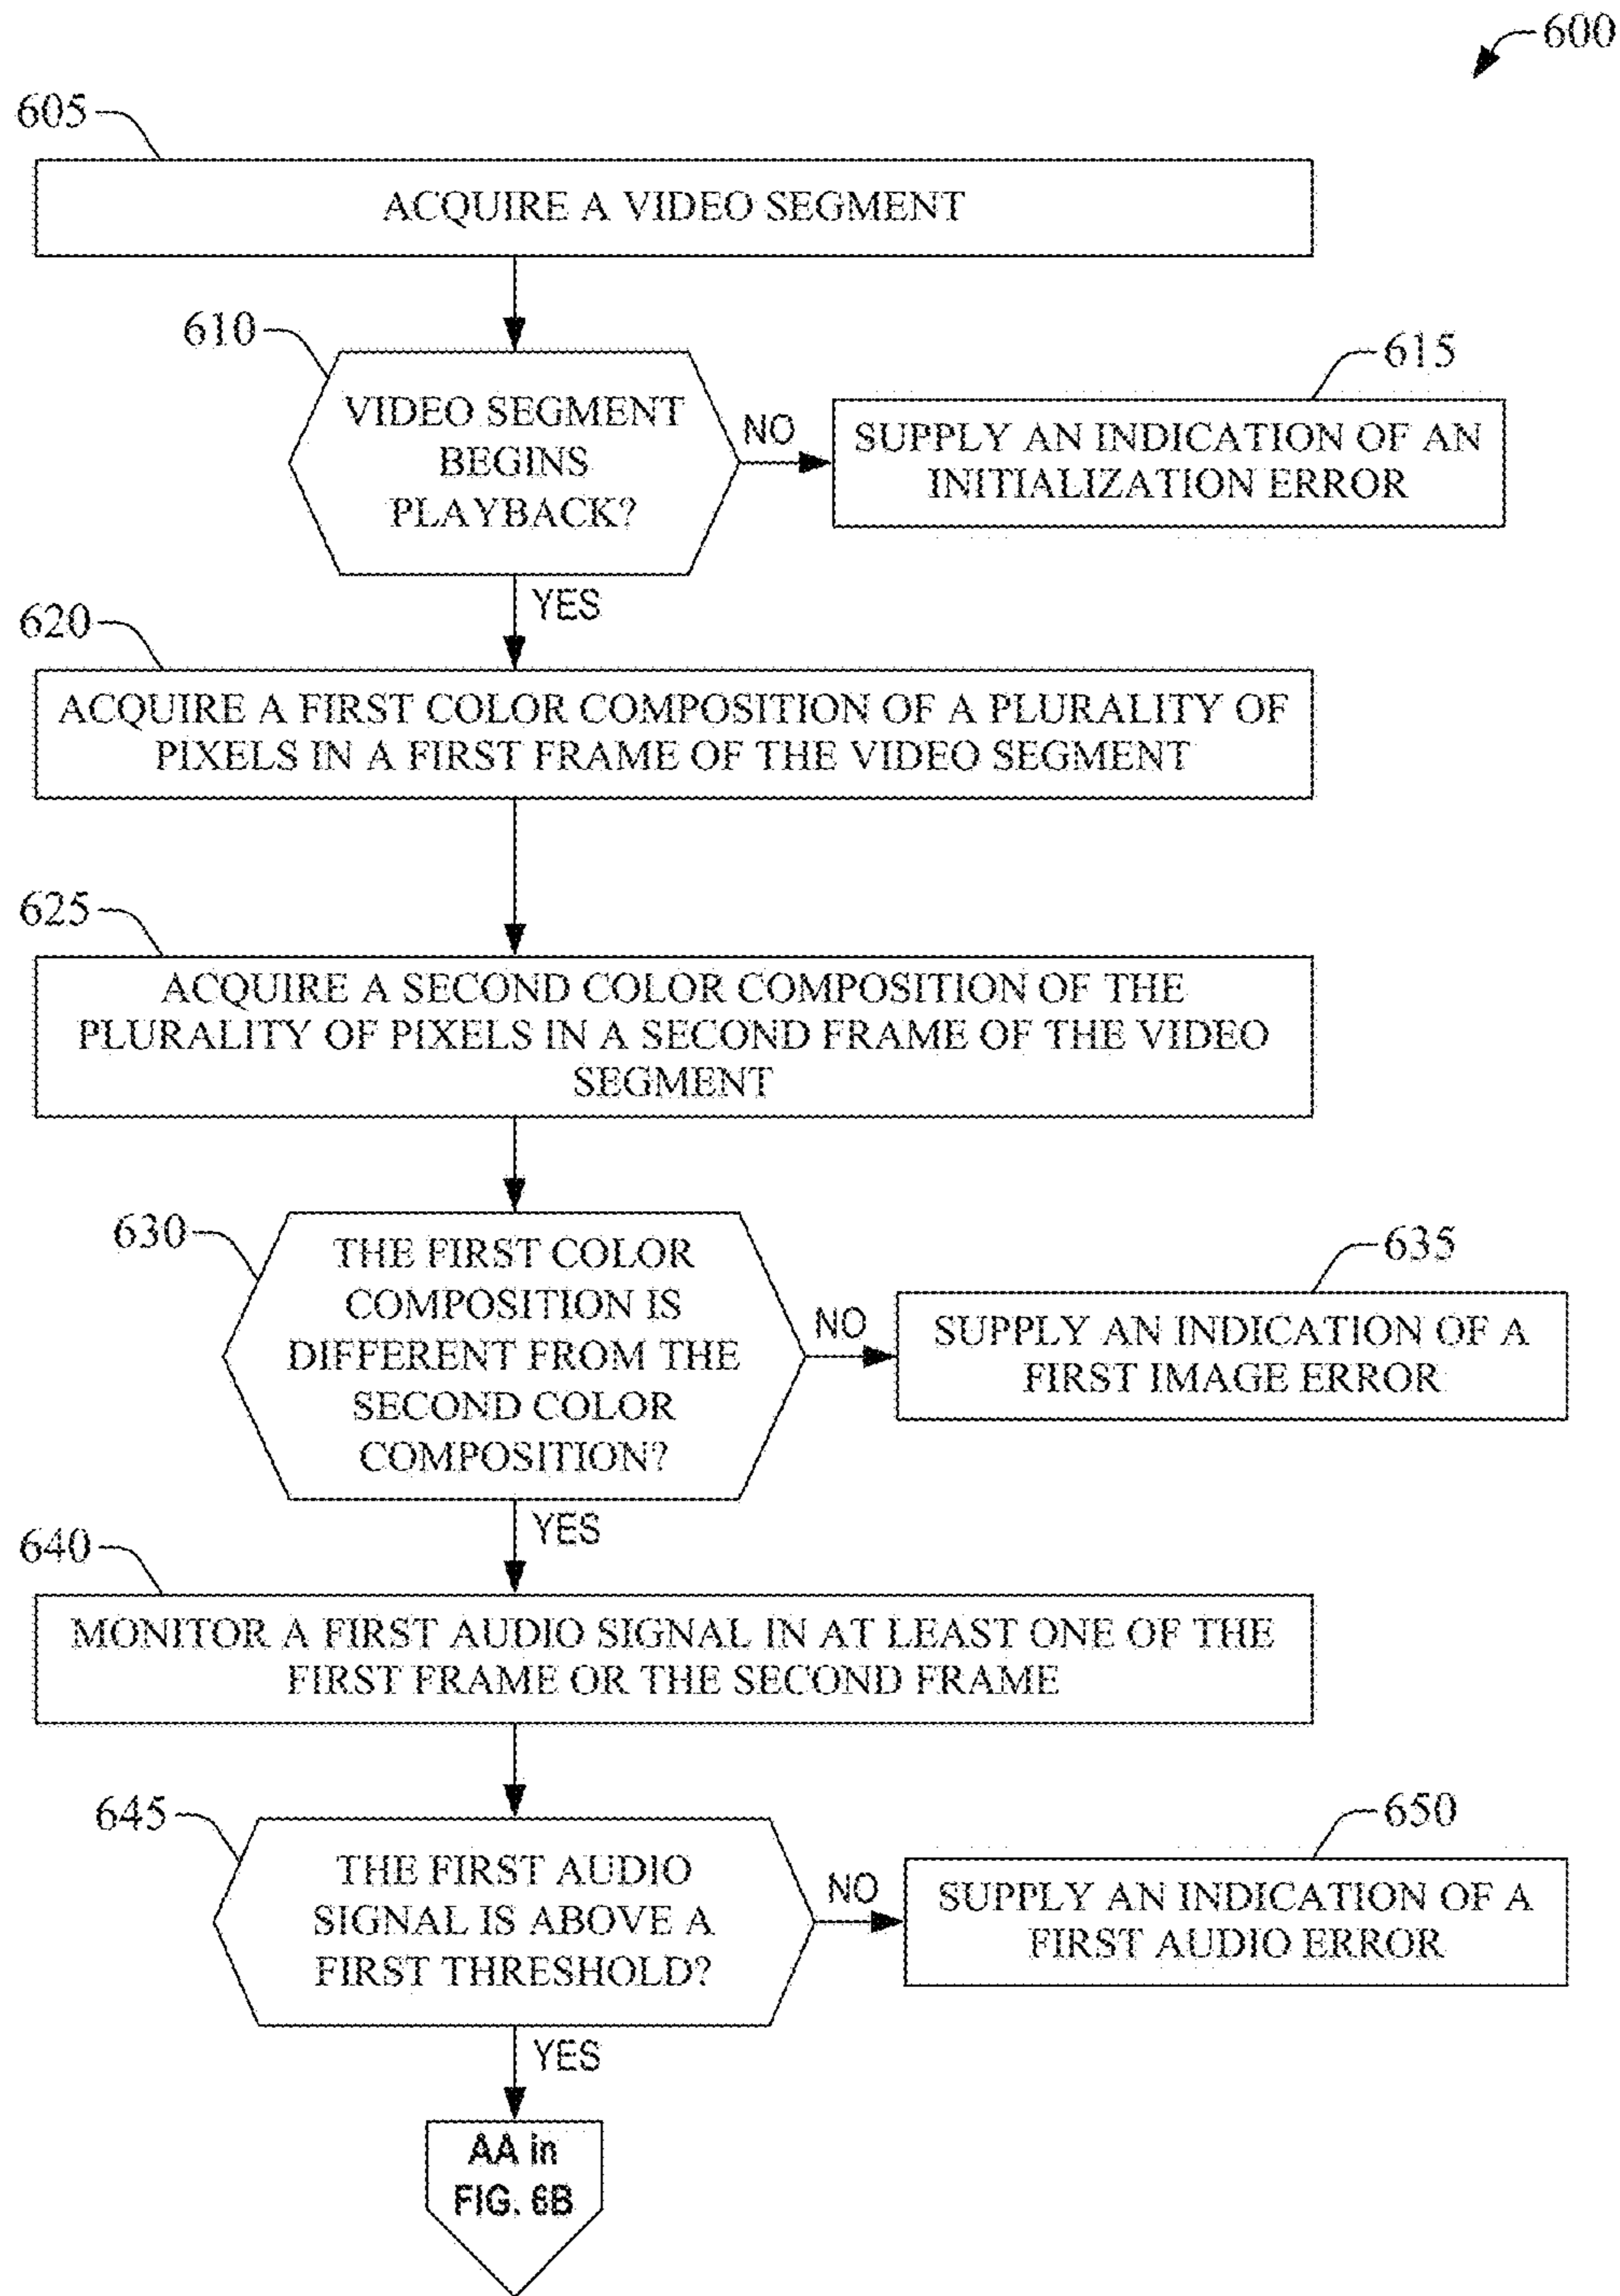 600
605
ACQUIRE A VIDEO SEGMENT
610
VIDEO SEGMENT
BEGINS
PLAYBACK?
NO
615
SUPPLY AN INDICATION OF AN
INITIALIZATION ERROR
YES
620
ACQUIRE A FIRST COLOR COMPOSITION OF A PLURALITY OF
PIXELS IN A FIRST FRAME OF THE VIDEO SEGMENT
625
ACQUIRE A SECOND COLOR COMPOSITION OF THE
PLURALITY OF PIXELS IN A SECOND FRAME OF THE VIDEO
SEGMENT
630
THE FIRST COLOR
COMPOSITION IS
DIFFERENT FROM THE
SECOND COLOR
COMPOSITION?
NO
635
SUPPLY AN INDICATION OF A
FIRST IMAGE ERROR
YES
640
MONITOR A FIRST AUDIO SIGNAL IN AT LEAST ONE OF THE
FIRST FRAME OR THE SECOND FRAME
645
THE FIRST AUDIO
SIGNAL IS ABOVE A
FIRST THRESHOLD?
NO
650
SUPPLY AN INDICATION OF A
FIRST AUDIO ERROR
YES
AA in
FIG. 6B